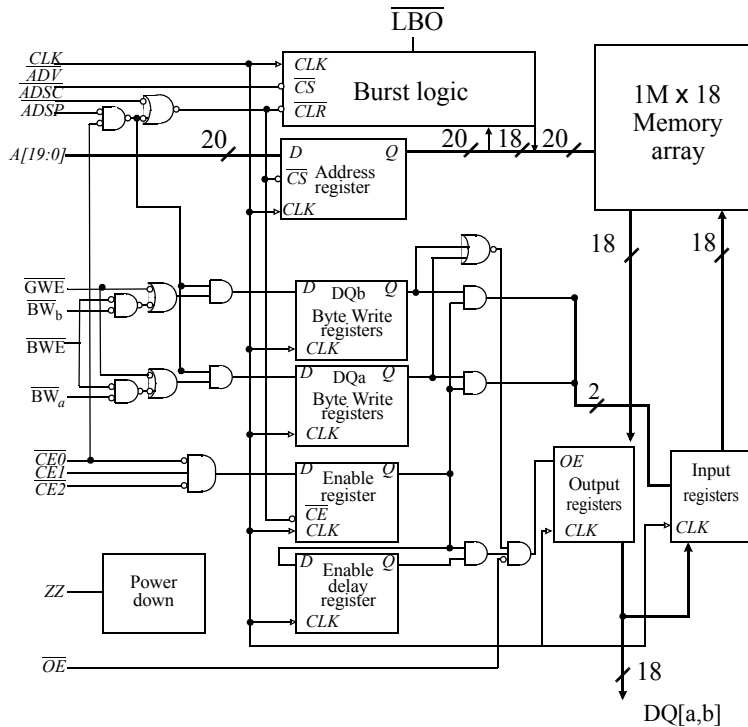 LBO
CLK
ADV
ADSC
ADSP
CLK
CS
CLR
Burst logic
1M x 18
Memory
array
A[19:0]
20
D
Q
CS
Address
register
CLK
20
18
20
18
18
GWE
BWb
BWE
BWa
D
DQb
Q
Byte Write
registers
CLK
D
DQa
Q
Byte Write
registers
CLK
2
CE0
CE1
CE2
D
Enable
Q
register
CE
CLK
OE
Output
registers
CLK
Input
registers
CLK
D
Enable
Q
delay
register
CLK
ZZ
Power
down
OE
18
DQ[a,b]